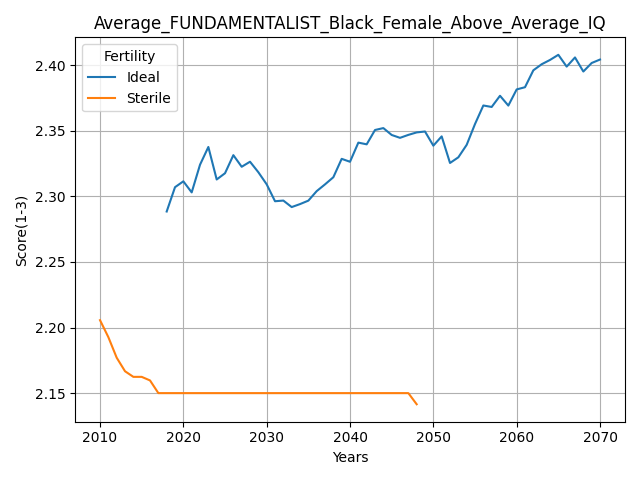 Average_FUNDAMENTALIST_Black_Female_Above_Average_IQ
Fertility
Ideal
Sterile
Score(1-3)
2.40
2.35
2.30
2.25
2.20
2.15
2010 2020 2030 2040 2050 2060 2070
Years